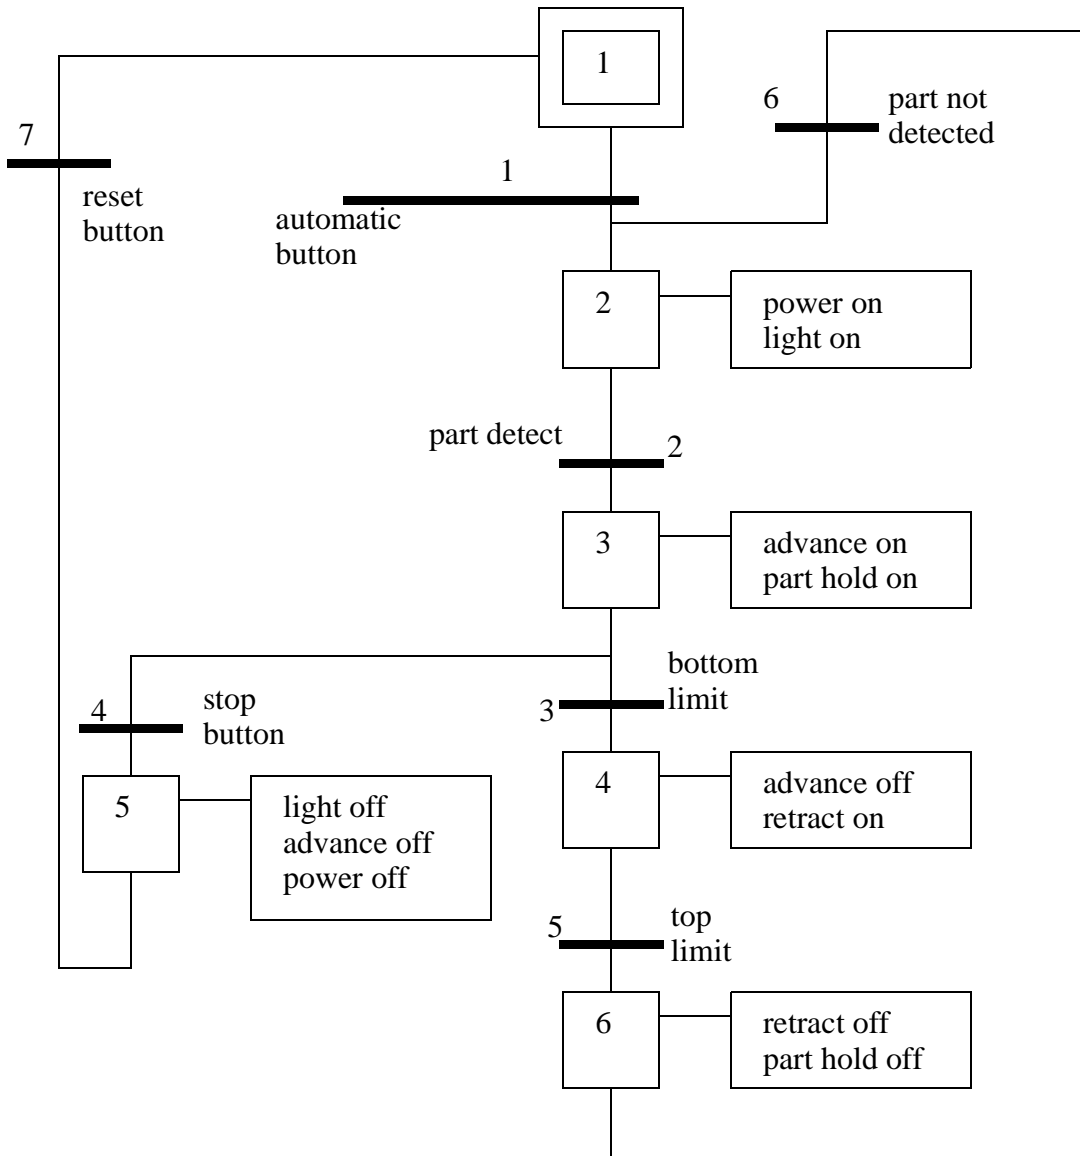 1
6
part not
detected
7
reset
button
1
automatic
button
2
power on
light on
part detect
2
3
advance on
part hold on
bottom
limit
3
4
stop
button
4
advance off
retract on
5
light off
advance off
power off
5
top
limit
6
retract off
part hold off